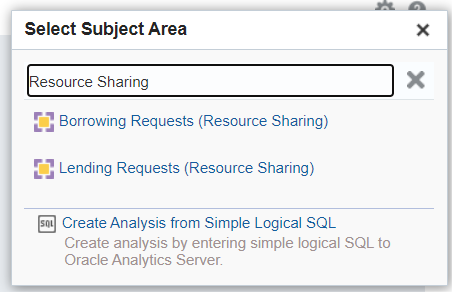 Select Subject Area
Resource Sharing
Borrowing Requests (Resource Sharing)
Lending Requests (Resource Sharing)
SQL
Create Analysis from Simple Logical SQL
Create analysis by entering simple logical SQL to
Oracle Analytics Server.